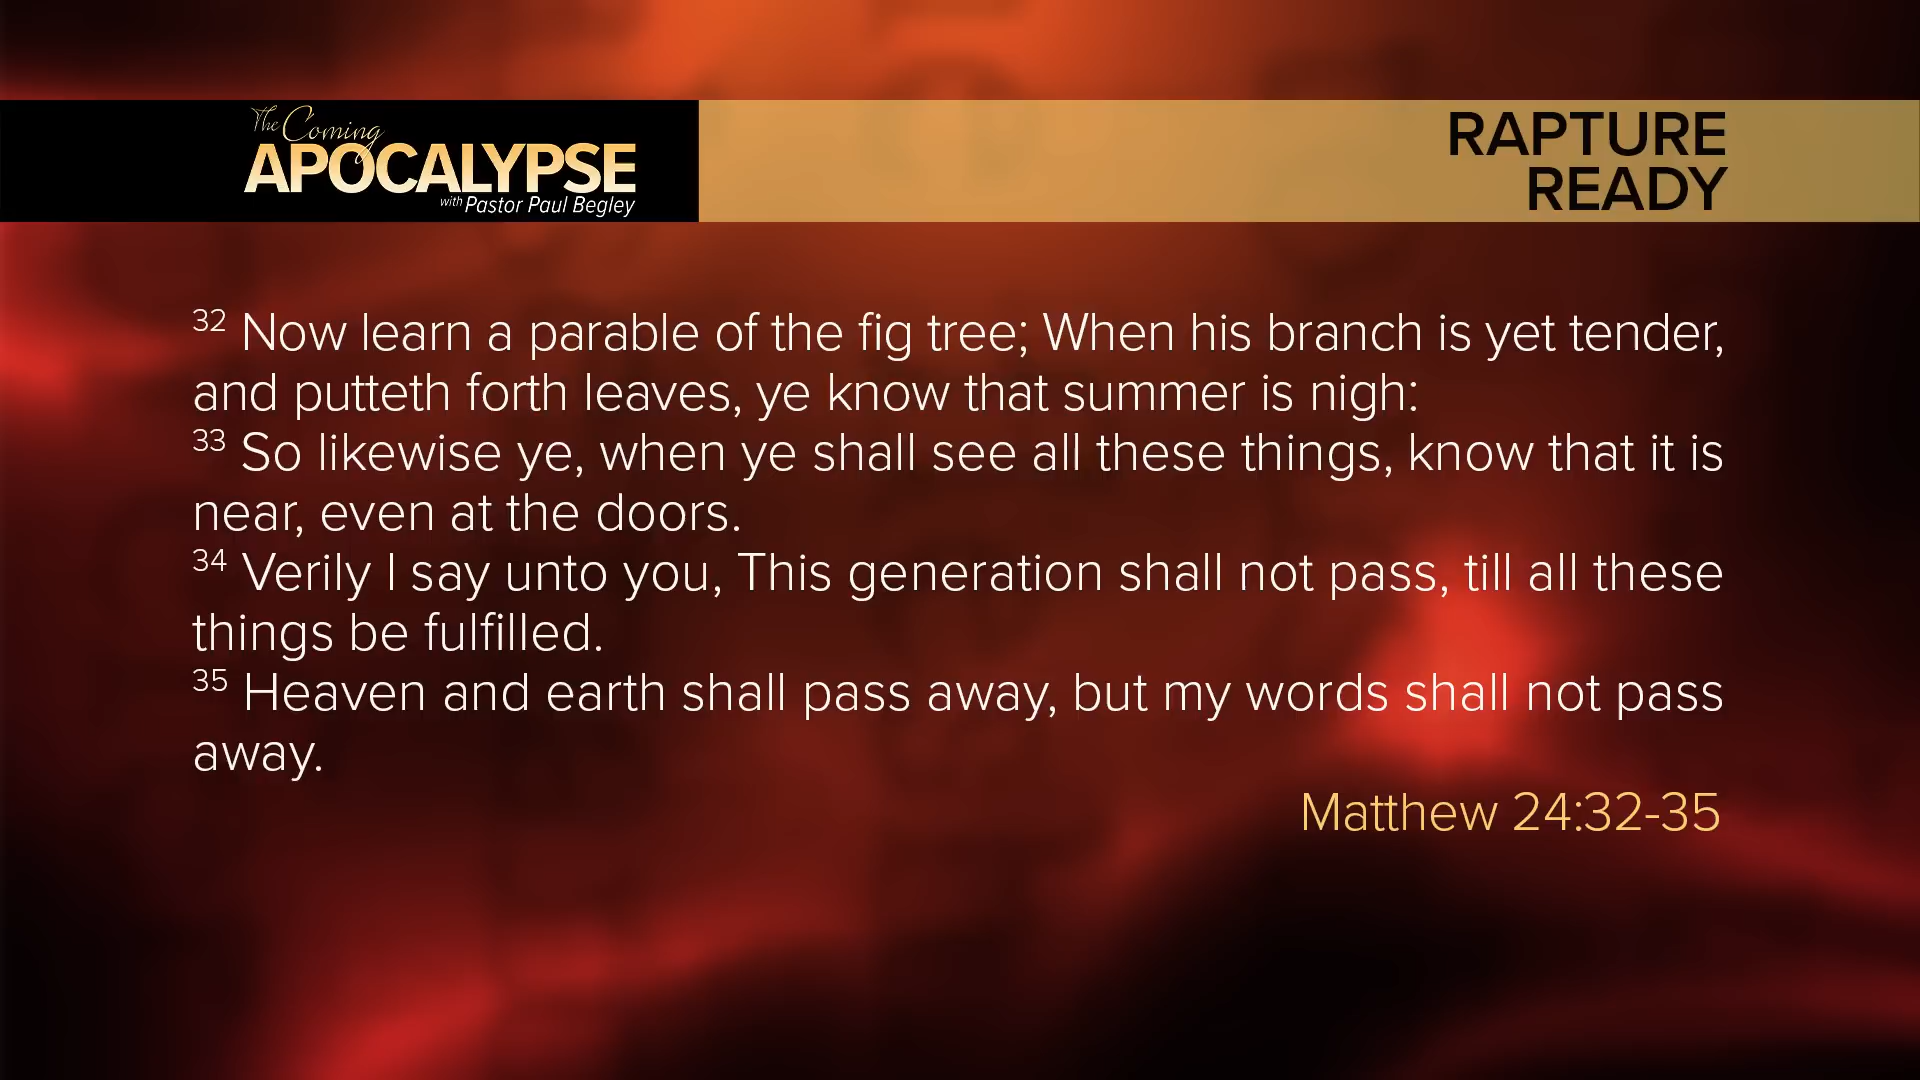 The Coming
APOCALYPSE
with Pastor Paul Begley
RAPTURE
READY
32 Now learn a parable of the fig tree; When his branch is yet tender,
and putteth forth leaves, ye know that summer is nigh:
33 So likewise ye, when ye shall see all these things, know that it is
near, even at the doors.
34 Verily I say unto you, This generation shall not pass, till all these
things be fulfilled.
35 Heaven and earth shall pass away, but my words shall not pass
away.
Matthew 24:32-35